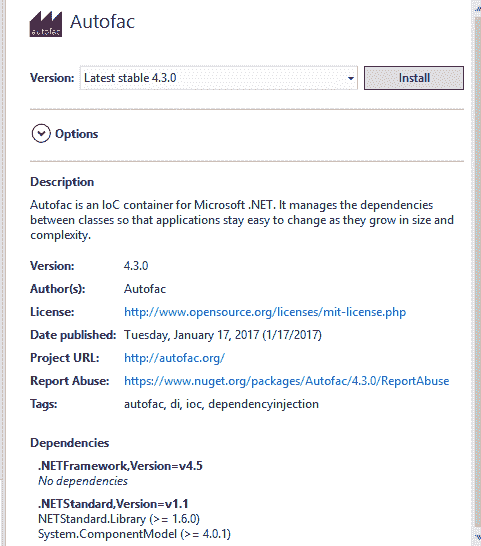 autofac
Autofac
Version: Latest stable 4.3.0 Install
Options
Description
Autofac is an IoC container for Microsoft .NET. It manages the dependencies
between classes so that applications stay easy to change as they grow in size and
complexity.
Version: 4.3.0
Author(s): Autofac
License: http://www.opensource.org/licenses/mit-license.php
Date published: Tuesday, January 17, 2017 (1/17/2017)
Project URL: http://autofac.org/
Report Abuse: https://www.nuget.org/packages/Autofac/4.3.0/ReportAbuse
Tags: autofac, di, ioc, dependencyinjection
Dependencies
.NETFramework,Version=v4.5
No dependencies
.NETStandard,Version=v1.1
NETStandard.Library (>= 1.6.0)
System.ComponentModel (>= 4.0.1)